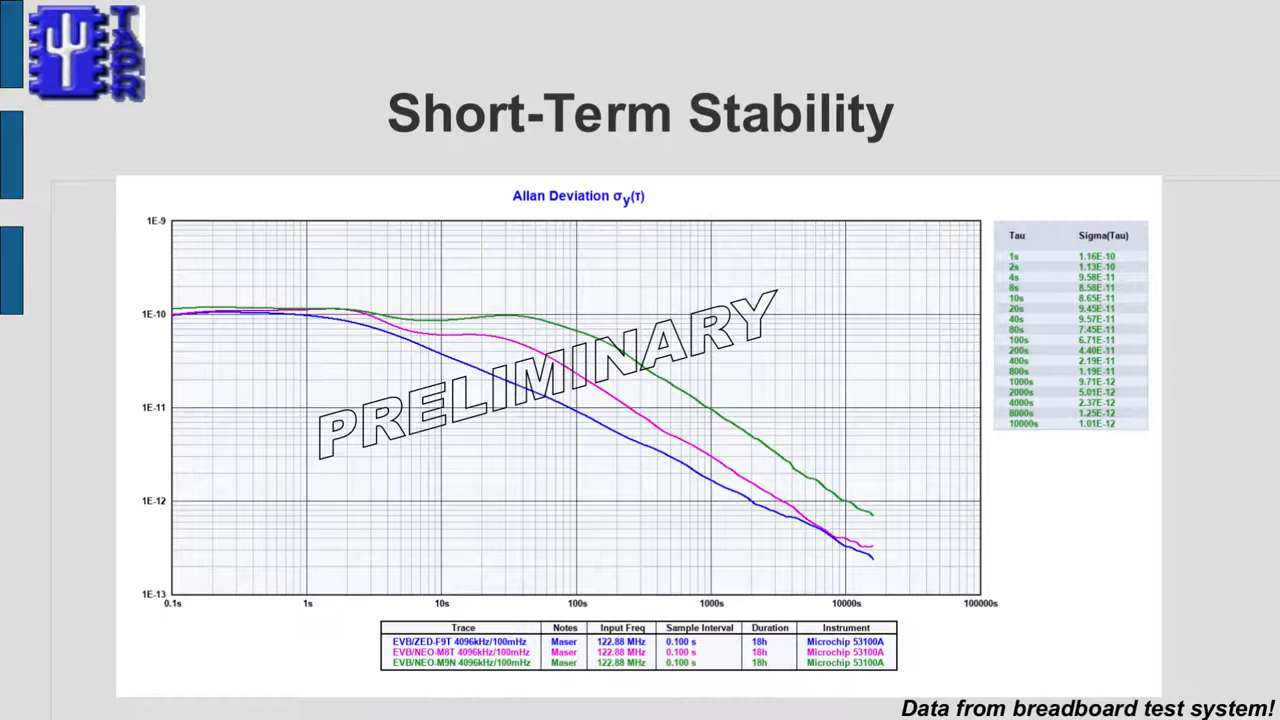 TAPR
Short-Term Stability
Allan Deviation σy(τ)
1E-9
1E-10
1E-11
1E-12
1E-13
0.1s 1s 10s 100s 1000s 10000s 100000s
PRELIMINARY
Tau Sigma(Tau)
1s 1.16E-10
2s 1.13E-10
4s 9.58E-11
8s 8.58E-11
10s 8.65E-11
20s 9.45E-11
40s 9.57E-11
80s 7.45E-11
100s 6.71E-11
200s 4.40E-11
400s 2.19E-11
800s 1.19E-11
1000s 9.71E-12
2000s 5.01E-12
4000s 2.37E-12
8000s 1.25E-12
10000s 1.01E-12
Trace Notes Input Freq Sample Interval Duration Instrument
EVB/ZED-F9T 4096kHz/100mHz Maser 122.88 MHz 0.100 s 18h Microchip 53100A
EVB/NEO-M8T 4096kHz/100mHz Maser 122.88 MHz 0.100 s 18h Microchip 53100A
EVB/NEO-M9N 4096kHz/100mHz Maser 122.88 MHz 0.100 s 18h Microchip 53100A
Data from breadboard test system!